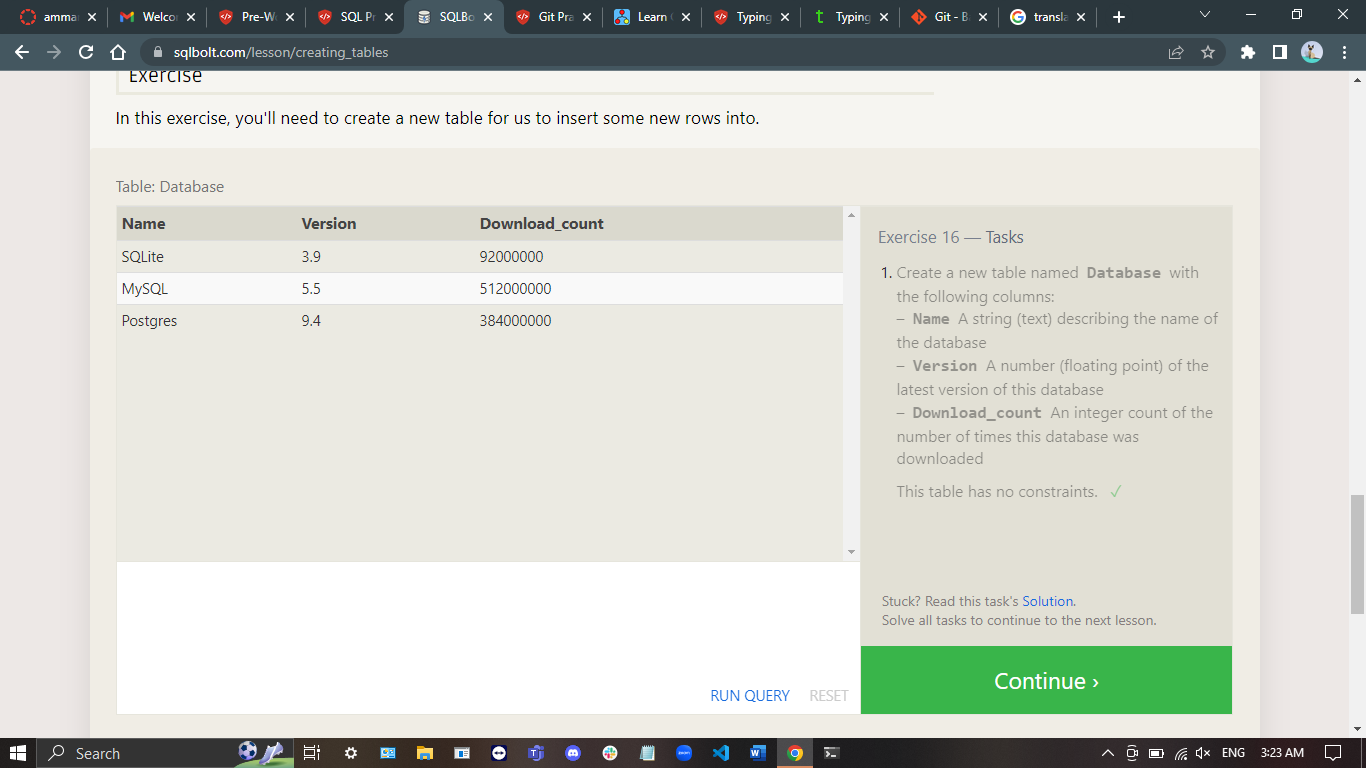 amma
Welco
Pre-W
SQL Pr
SQLBo
Git Pra
Learn
Typing
Typing
Git - B
transla
sqlbolt.com/lesson/creating_tables
Exercise
In this exercise, you'll need to create a new table for us to insert some new rows into.
Table: Database
Name Version Download_count
SQLite 3.9 92000000
MySQL 5.5 512000000
Postgres 9.4 384000000
RUN QUERY RESET
Exercise 16 — Tasks
1. Create a new table named Database with
the following columns:
– Name A string (text) describing the name of
the database
– Version A number (floating point) of the
latest version of this database
– Download_count An integer count of the
number of times this database was
downloaded
This table has no constraints. ✓
Stuck? Read this task's Solution.
Solve all tasks to continue to the next lesson.
Continue ›
Search
ENG
3:23 AM